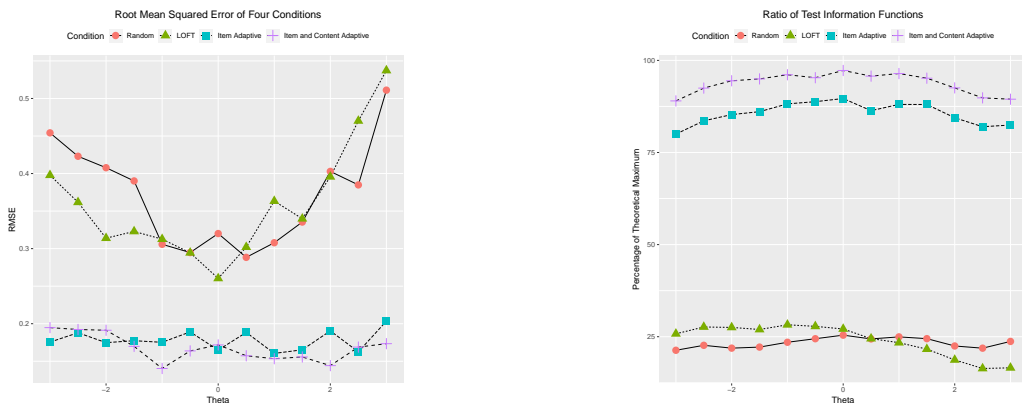 Root Mean Squared Error of Four Conditions
Condition Random LOFT Item Adaptive Item and Content Adaptive
0.5
0.4
0.3
0.2
RMSE
−2 0 2
Theta
Ratio of Test Information Functions
Condition Random LOFT Item Adaptive Item and Content Adaptive
100
75
50
25
Percentage of Theoretical Maximum
−2 0 2
Theta